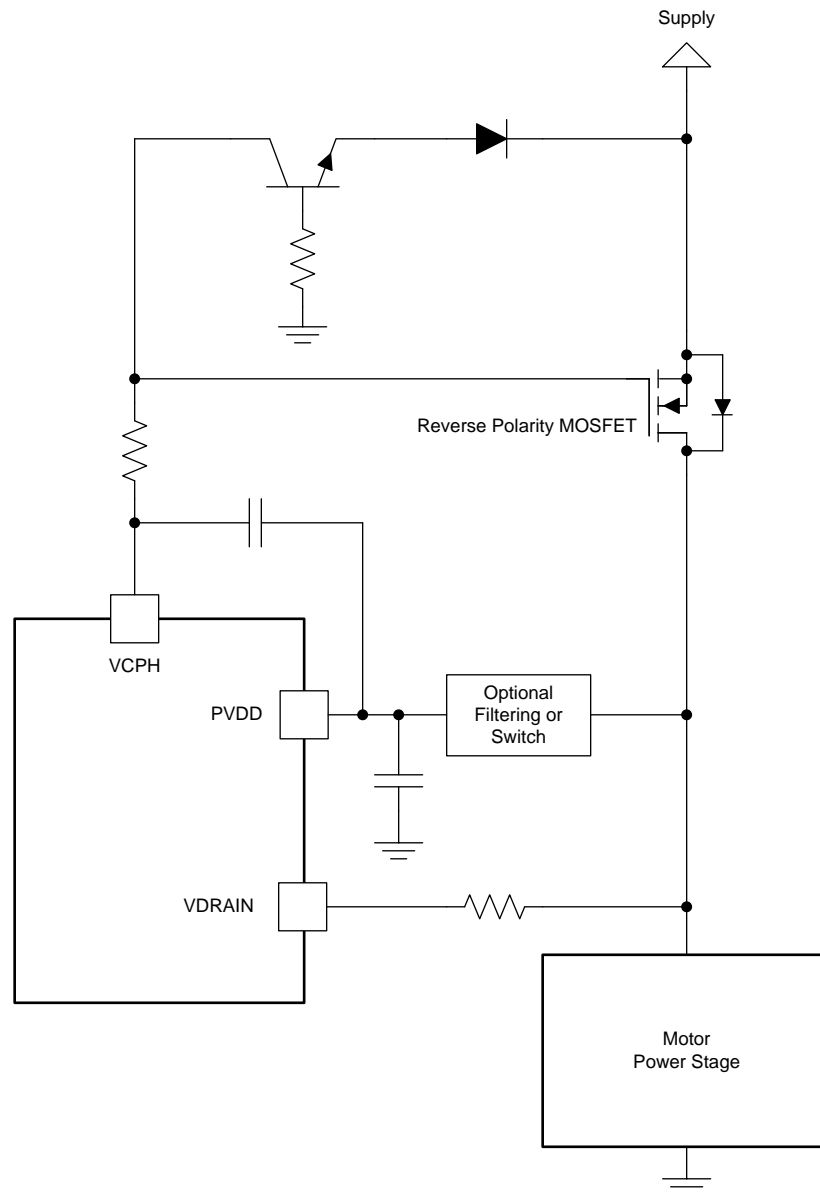 Supply
Reverse Polarity MOSFET
VCPH
PVDD
Optional
Filtering or
Switch
VDRAIN
Motor
Power Stage